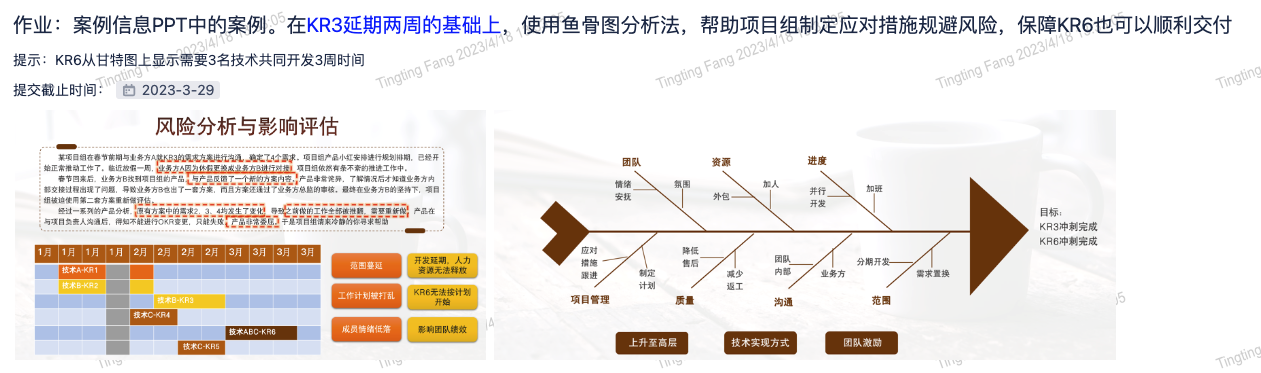 作业：案例信息PPT中的案例。在KR3延期两周的基础上，使用鱼骨图分析法，帮助项目组制定应对措施规避风险，保障KR6也可以顺利交付
提示：KR6从甘特图上显示需要3名技术共同开发3周时间
提交截止时间： 2023-3-29
风险分析与影响评估
某项目组在春节前期与业务方A就KR3的需求方案进行沟通，确定了4个需求。项目组产品小红安排进行规划排期，已经开
始正常推动工作了。临近放假一周，业务方A因为休假更换成业务方B进行对接，项目组依然有条不紊的推进工作中。
春节回来后，业务方B找到项目组的产品，与产品反馈了一个新的方案内容，产品非常诧异，了解情况后才知道业务方内
部交接过程出现了问题，导致业务方B也出了一套方案，而且方案还通过了业务方总监的审核。最终在业务方B的坚持下，项目
组被迫使用第二套方案重新做评估。
经过一系列的产品分析，原有方案中的需求2、3、4均发生了变化，导致之前做的工作全部被推翻，需要重新做，产品在
与项目负责人沟通后，得知不能进行OKR变更，只能失败，产品非常委屈，于是项目组请来冷静的你寻求帮助
1月 1月 1月 1月 2月 2月 2月 2月 3月 3月 3月 3月
技术A-KR1
技术B-KR2
技术B-KR3
技术C-KR4
技术ABC-KR6
技术C-KR5
范围蔓延
开发延期，人力
资源无法释放
工作计划被打乱
KR6无法按计划
开始
成员情绪低落
影响团队绩效
团队
资源
进度
情绪
安抚
氛围
外包
加人
并行
开发
加班
目标：
KR3冲刺完成
KR6冲刺完成
应对
措施
跟进
制定
计划
降低
售后
减少
返工
团队
内部
业务方
分期开发
需求置换
项目管理
质量
沟通
范围
上升至高层
技术实现方式
团队激励
Tingting Fang 2023/4/18